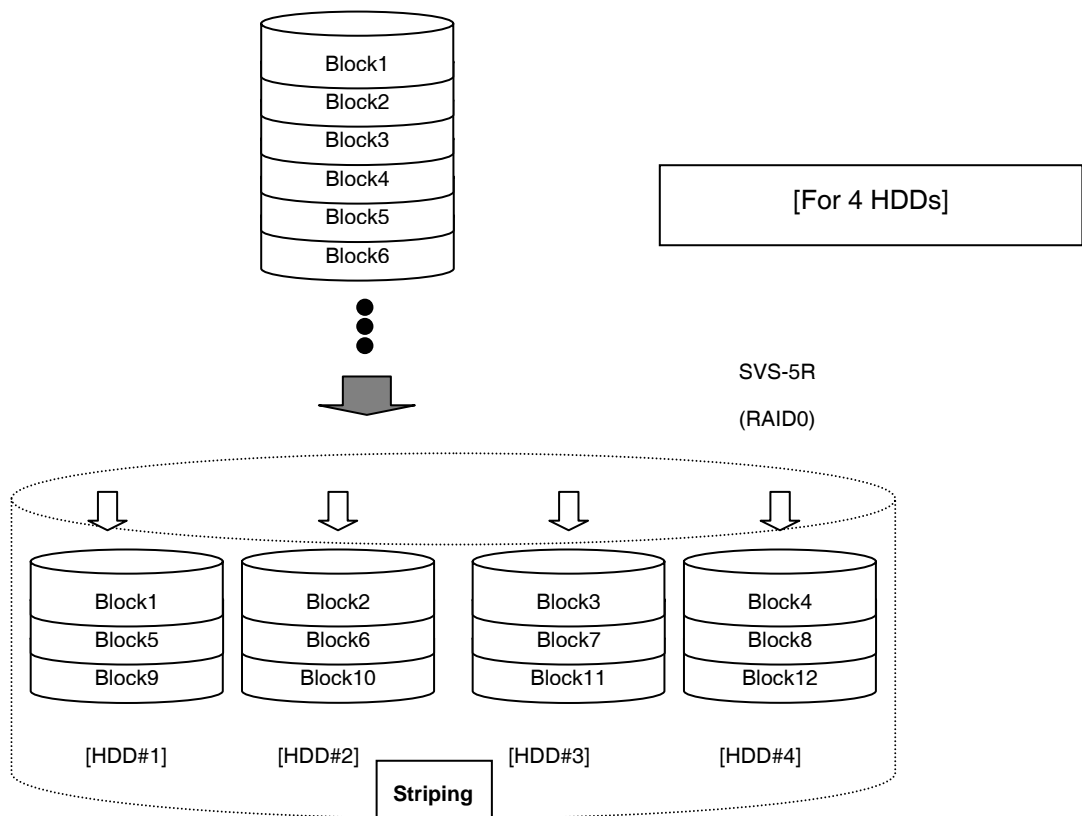 Block1
Block2
Block3
Block4
Block5
Block6
[For 4 HDDs]
SVS-5R
(RAID0)
Block1
Block5
Block9
Block2
Block6
Block10
Block3
Block7
Block11
Block4
Block8
Block12
[HDD#1]
[HDD#2]
[HDD#3]
[HDD#4]
Striping